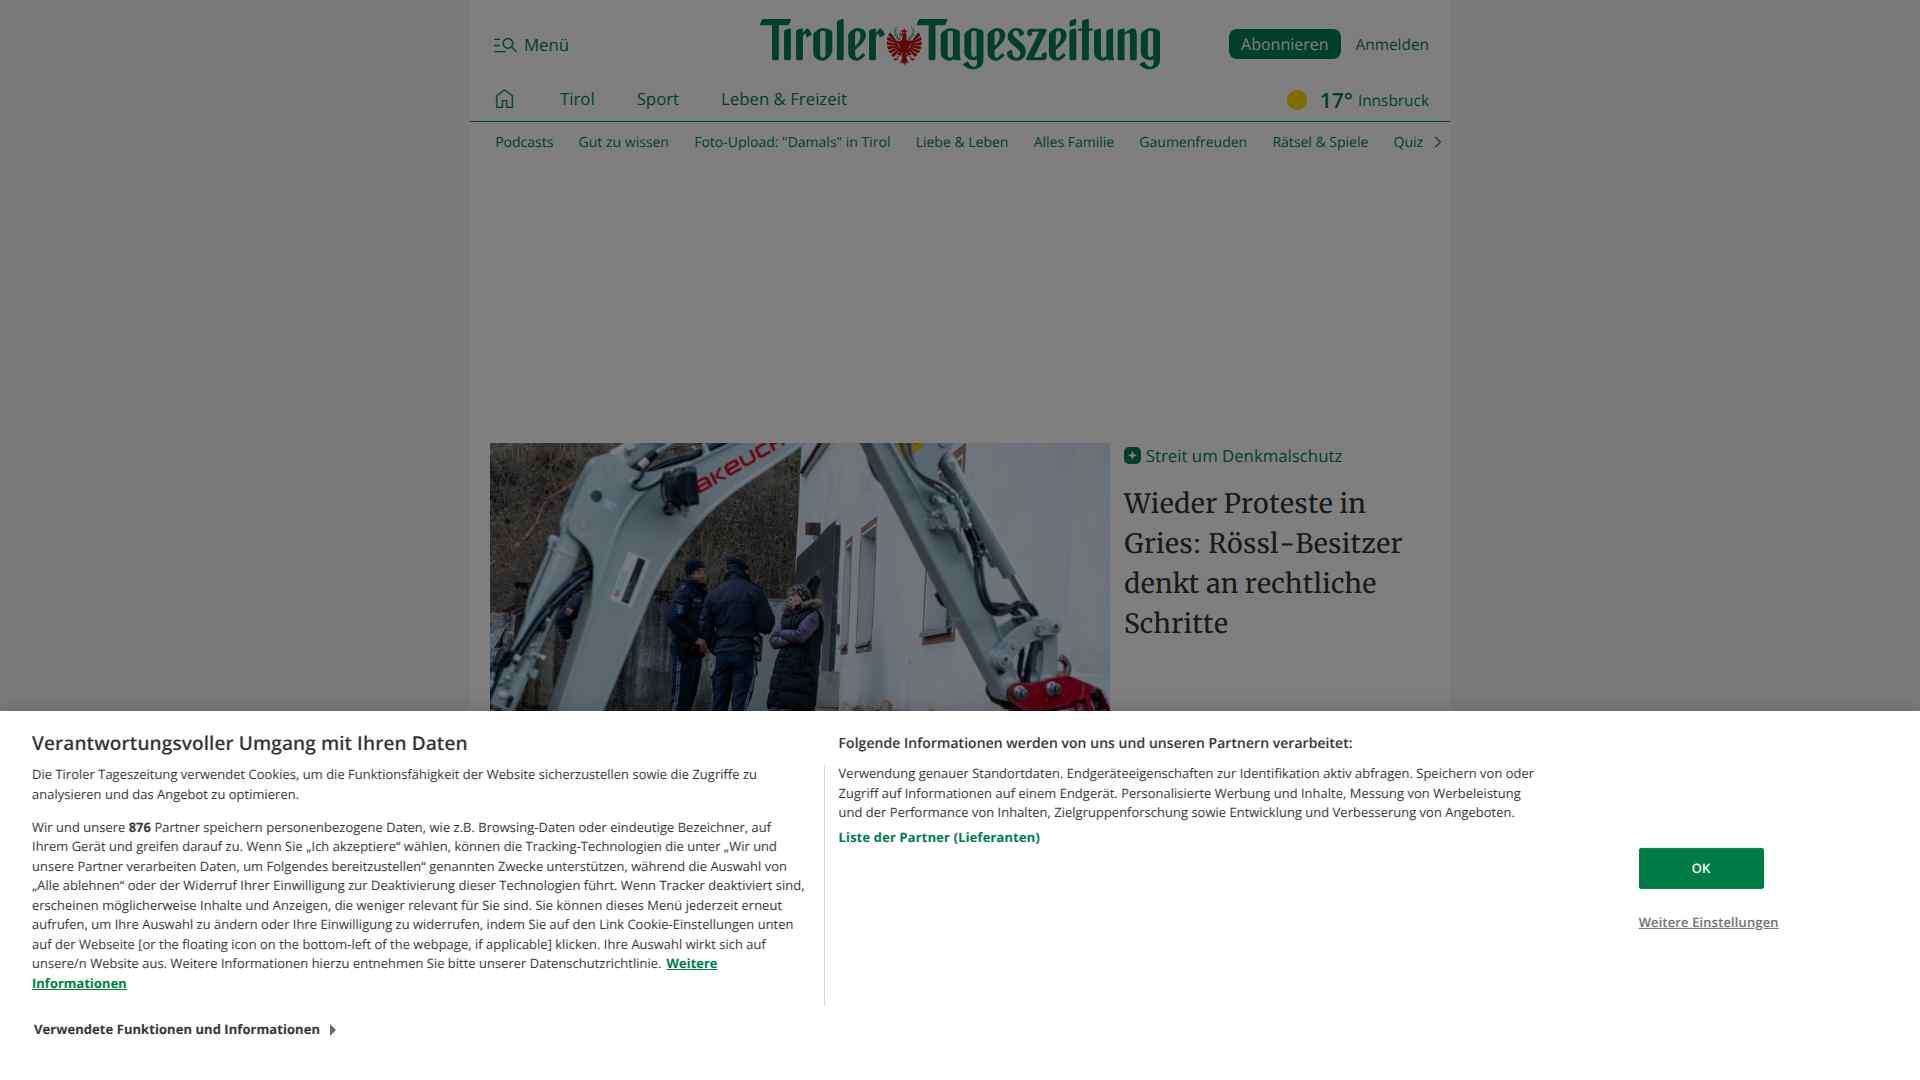 Menü
Tiroler Tageszeitung
Abonnieren
Anmelden
Tirol
Sport
Leben & Freizeit
17° Innsbruck
Podcasts
Gut zu wissen
Foto-Upload: "Damals" in Tirol
Liebe & Leben
Alles Familie
Gaumenfreuden
Rätsel & Spiele
Quiz
AKEUCH
Streit um Denkmalschutz
Wieder Proteste in
Gries: Rössl-Besitzer
denkt an rechtliche
Schritte
Verantwortungsvoller Umgang mit Ihren Daten
Die Tiroler Tageszeitung verwendet Cookies, um die Funktionsfähigkeit der Website sicherzustellen sowie die Zugriffe zu
analysieren und das Angebot zu optimieren.
Wir und unsere 876 Partner speichern personenbezogene Daten, wie z.B. Browsing-Daten oder eindeutige Bezeichner, auf
Ihrem Gerät und greifen darauf zu. Wenn Sie „Ich akzeptiere“ wählen, können die Tracking-Technologien die unter „Wir und
unsere Partner verarbeiten Daten, um Folgendes bereitzustellen“ genannten Zwecke unterstützen, während die Auswahl von
„Alle ablehnen“ oder der Widerruf Ihrer Einwilligung zur Deaktivierung dieser Technologien führt. Wenn Tracker deaktiviert sind,
erscheinen möglicherweise Inhalte und Anzeigen, die weniger relevant für Sie sind. Sie können dieses Menü jederzeit erneut
aufrufen, um Ihre Auswahl zu ändern oder Ihre Einwilligung zu widerrufen, indem Sie auf den Link Cookie-Einstellungen unten
auf der Webseite [or the floating icon on the bottom-left of the webpage, if applicable] klicken. Ihre Auswahl wirkt sich auf
unsere/n Website aus. Weitere Informationen hierzu entnehmen Sie bitte unserer Datenschutzrichtlinie. Weitere
Informationen
Verwendete Funktionen und Informationen
Folgende Informationen werden von uns und unseren Partnern verarbeitet:
Verwendung genauer Standortdaten. Endgeräteeigenschaften zur Identifikation aktiv abfragen. Speichern von oder
Zugriff auf Informationen auf einem Endgerät. Personalisierte Werbung und Inhalte, Messung von Werbeleistung
und der Performance von Inhalten, Zielgruppenforschung sowie Entwicklung und Verbesserung von Angeboten.
Liste der Partner (Lieferanten)
OK
Weitere Einstellungen